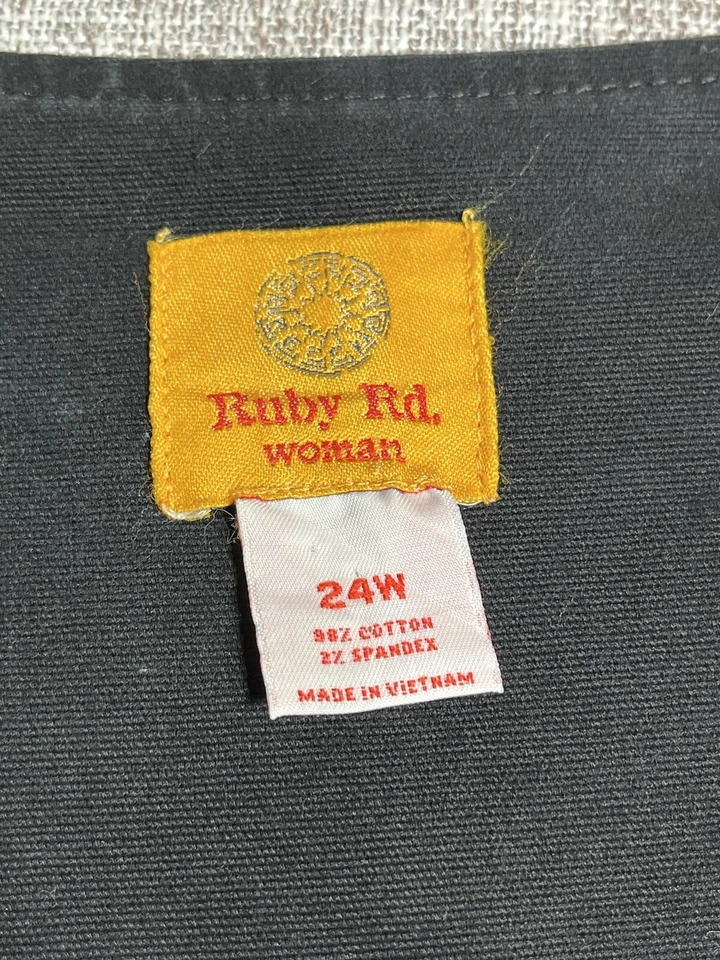 Ruby Rd.
woman
24W
98% COTTON
2% SPANDEX
MADE IN VIETNAM